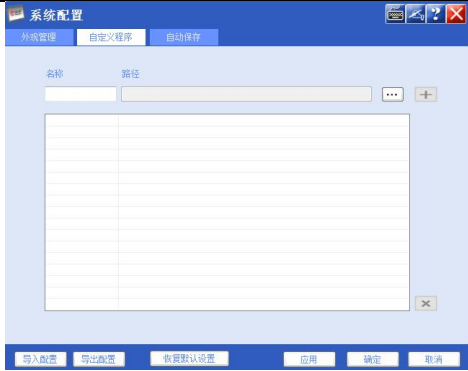 系统配置
外观管理 自定义程序 自动保存
名称 路径
导入配置 导出配置 恢复默认设置 应用 确定 取消